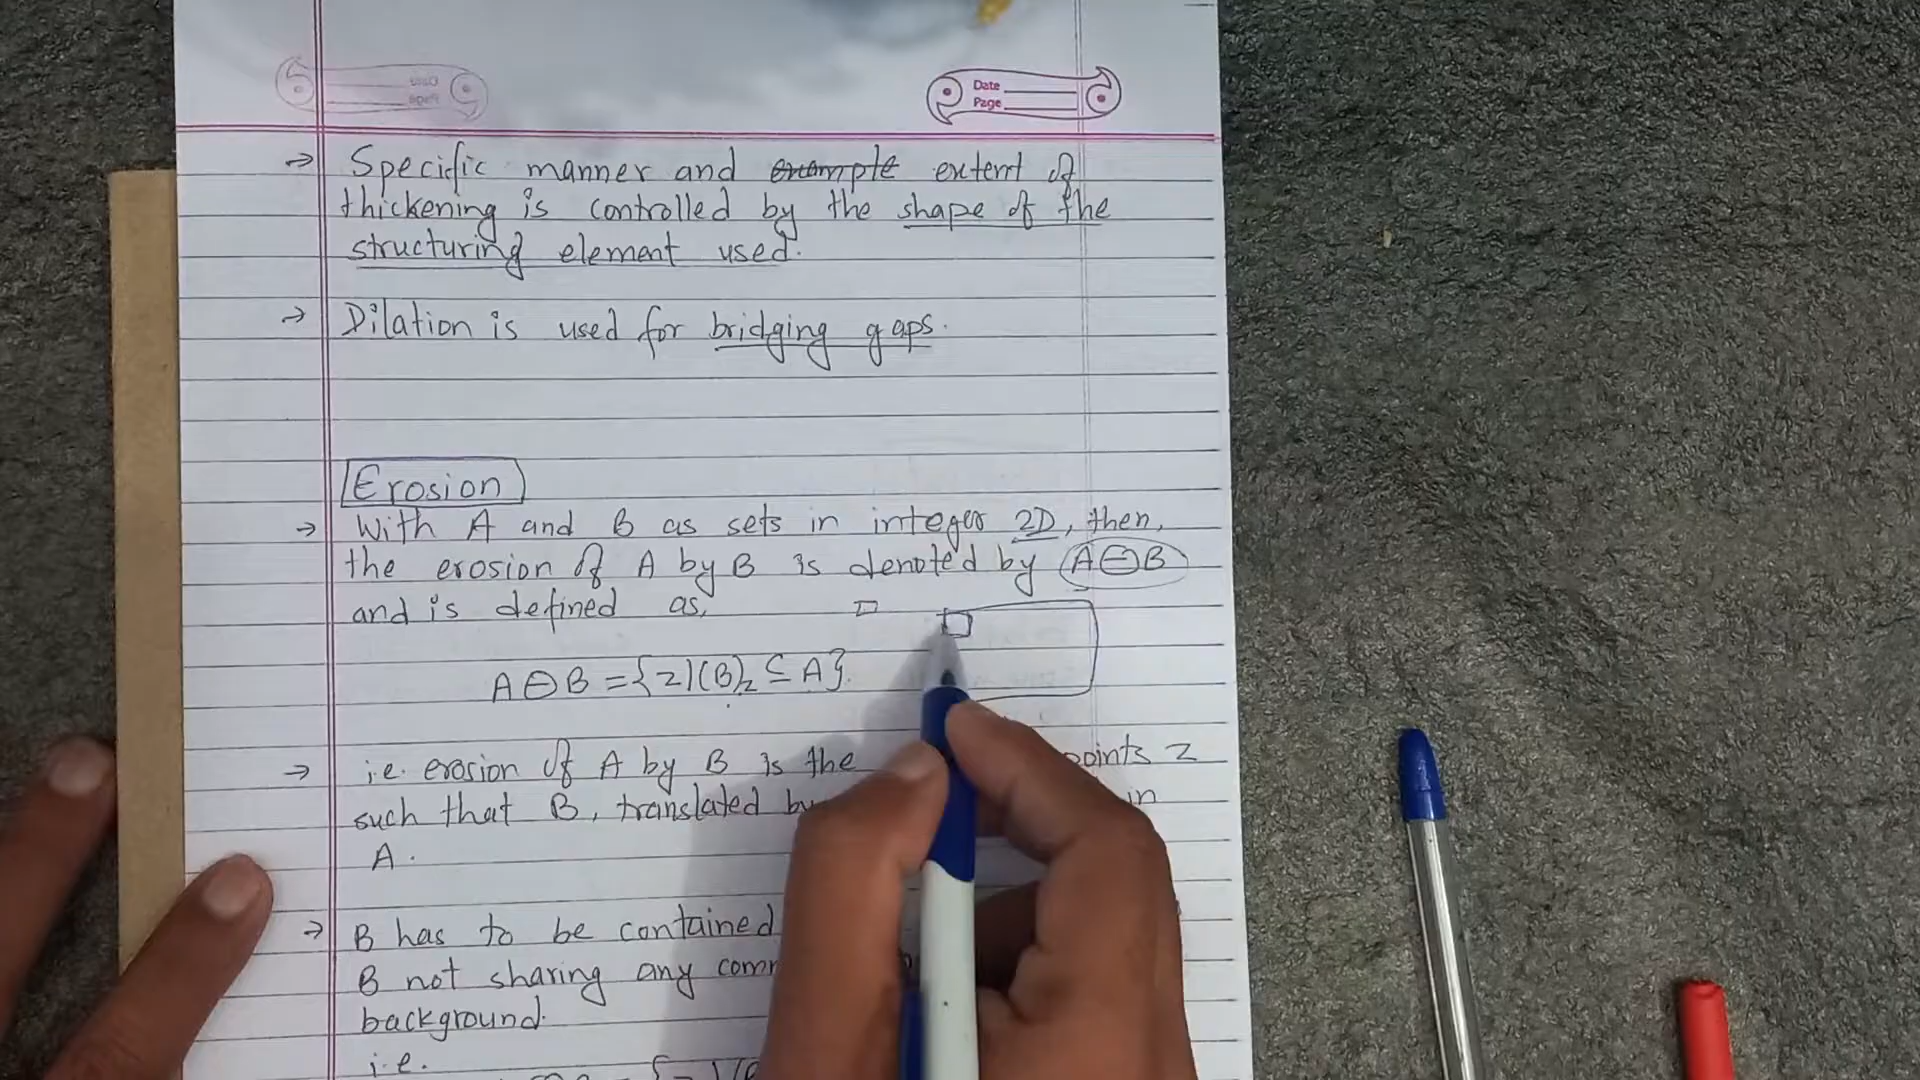 Date
Page
→ Specific manner and example extent of
thickening is controlled by the shape of the
structuring element used.
→ Dilation is used for bridging gaps.
Erosion
→ With A and B as sets in integer 2D, then,
the erosion of A by B is denoted by A⊖B
and is defined as,
A⊖B = {z|(B)z ⊆ A}.
→ i.e. erosion of A by B is the points z
such that B, translated by in
A.
→ B has to be contained
B not sharing any
background.
i.e.